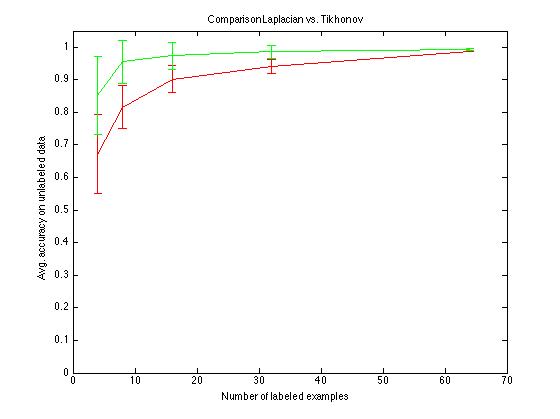 Comparison Laplacian vs. Tikhonov
1
0.9
0.8
0.7
0.6
0.5
0.4
0.3
0.2
0.1
0
Avg. accuracy on unlabeled data
0 10 20 30 40 50 60 70
Number of labeled examples